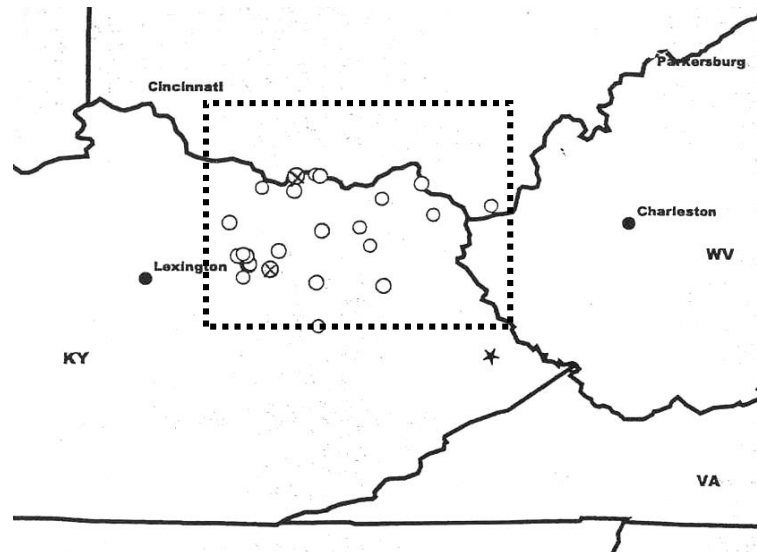 Cincinnati
Parkersburg
Charleston
WV
Lexington
KY
VA